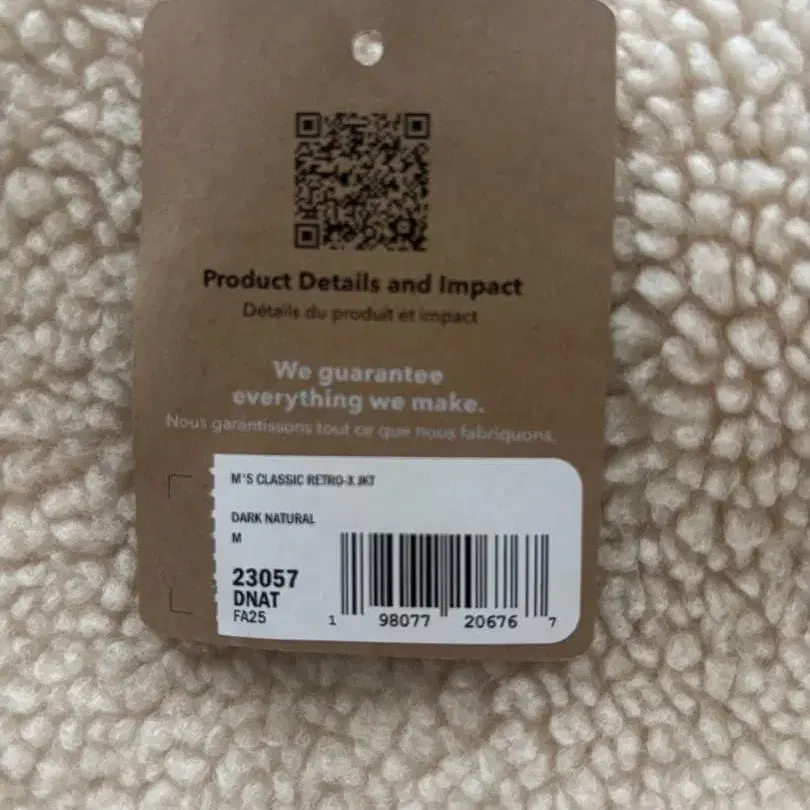 Product Details and Impact
Détails du produit et impact
We guarantee
everything we make.
Nous garantissons tout ce que nous fabriquons.
M'S CLASSIC RETRO-X JKT
DARK NATURAL
M
23057
DNAT
FA25
1 98077 20676 7